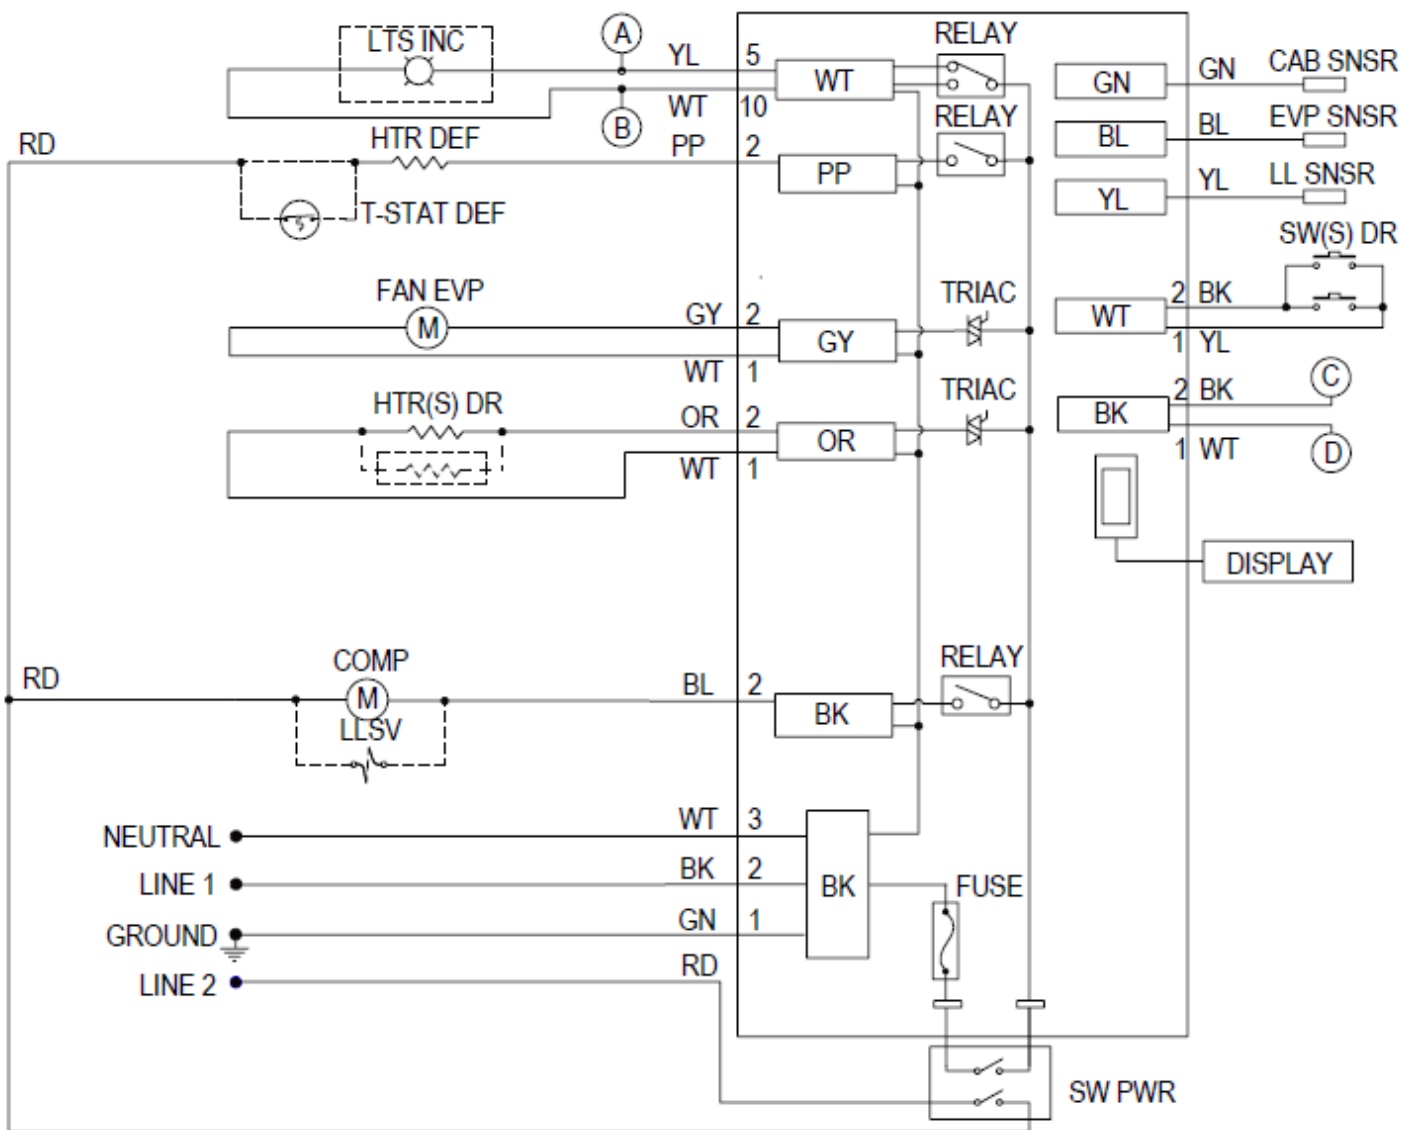 LTS INC
A
YL
5
WT
RELAY
GN
GN
CAB SNSR
WT
10
B
RELAY
BL
BL
EVP SNSR
RD
HTR DEF
PP
2
PP
YL
YL
LL SNSR
T-STAT DEF
SW(S) DR
FAN EVP
M
GY
2
GY
TRIAC
WT
2
BK
1
YL
WT
1
HTR(S) DR
OR
2
OR
TRIAC
BK
2
BK
C
WT
1
1
WT
D
DISPLAY
RD
COMP
M
LLSV
BL
2
BK
RELAY
NEUTRAL
WT
3
LINE 1
BK
2
BK
FUSE
GROUND
GN
1
LINE 2
RD
SW PWR